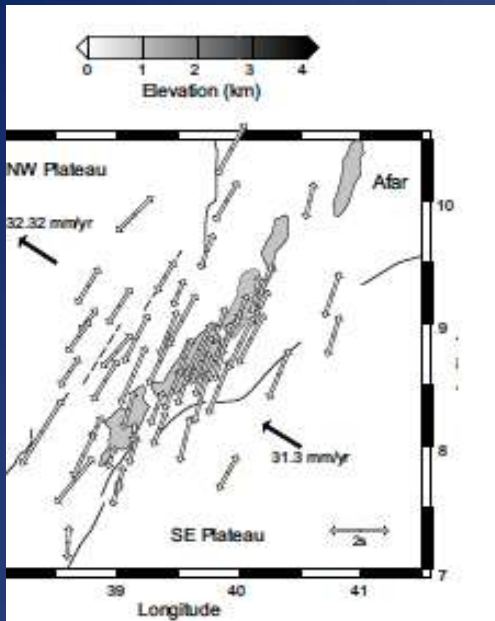 0 1 2 3 4
Elevation (km)
NW Plateau
Afar
10
32.32 mm/yr
9
8
31.3 mm/yr
SE Plateau
2s
7
39 40 41
Longitude